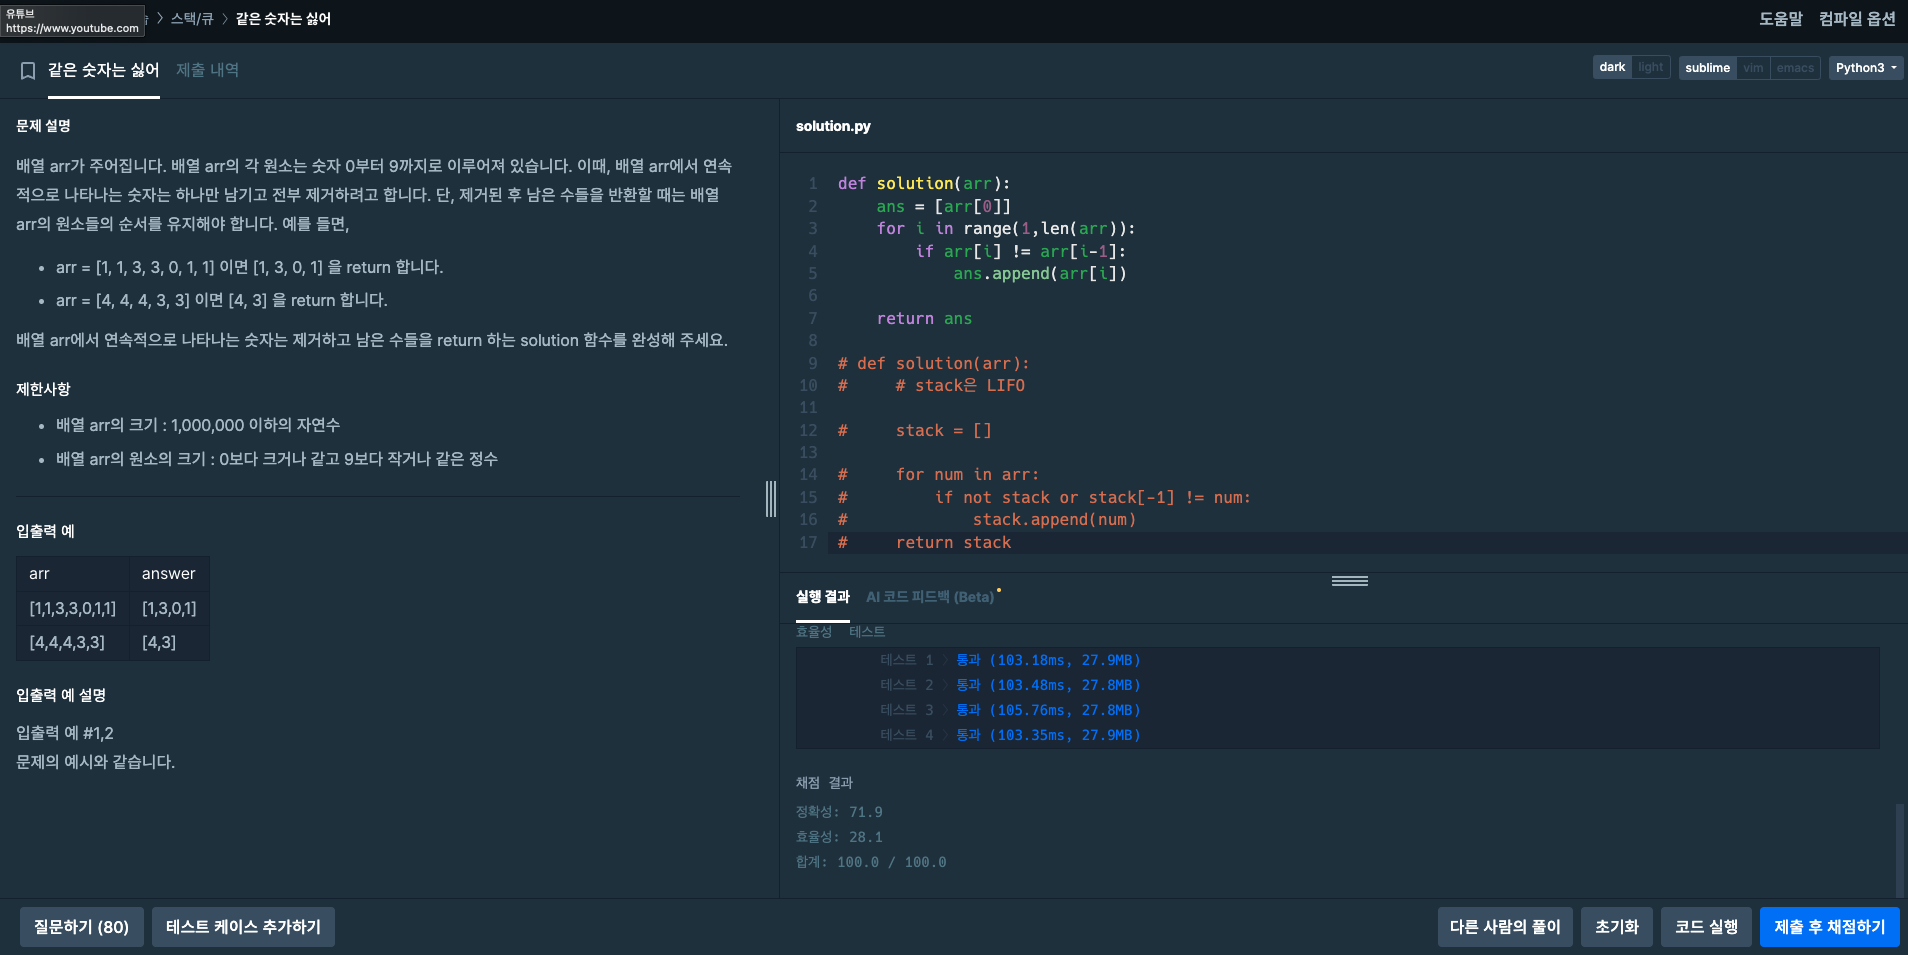 유튜브
https://www.youtube.com
스택/큐
같은 숫자는 싫어
도움말
컴파일 옵션
같은 숫자는 싫어
제출 내역
dark
light
sublime
vim
emacs
Python3
문제 설명
배열 arr가 주어집니다. 배열 arr의 각 원소는 숫자 0부터 9까지로 이루어져 있습니다. 이때, 배열 arr에서 연속
적으로 나타나는 숫자는 하나만 남기고 전부 제거하려고 합니다. 단, 제거된 후 남은 수들을 반환할 때는 배열
arr의 원소들의 순서를 유지해야 합니다. 예를 들면,
arr = [1, 1, 3, 3, 0, 1, 1] 이면 [1, 3, 0, 1] 을 return 합니다.
arr = [4, 4, 4, 3, 3] 이면 [4, 3] 을 return 합니다.
배열 arr에서 연속적으로 나타나는 숫자는 제거하고 남은 수들을 return 하는 solution 함수를 완성해 주세요.
제한사항
배열 arr의 크기 : 1,000,000 이하의 자연수
배열 arr의 원소의 크기 : 0보다 크거나 같고 9보다 작거나 같은 정수
입출력 예
arr answer
[1,1,3,3,0,1,1] [1,3,0,1]
[4,4,4,3,3] [4,3]
입출력 예 설명
입출력 예 #1,2
문제의 예시와 같습니다.
solution.py
1 def solution(arr):
2     ans = [arr[0]]
3     for i in range(1,len(arr)):
4         if arr[i] != arr[i-1]:
5             ans.append(arr[i])
6
7     return ans
8
9 # def solution(arr):
10 #     # stack은 LIFO
11
12 #     stack = []
13
14 #     for num in arr:
15 #         if not stack or stack[-1] != num:
16 #             stack.append(num)
17 #     return stack
실행 결과
AI 코드 피드백 (Beta)
효율성 테스트
테스트 1 > 통과 (103.18ms, 27.9MB)
테스트 2 > 통과 (103.48ms, 27.8MB)
테스트 3 > 통과 (105.76ms, 27.8MB)
테스트 4 > 통과 (103.35ms, 27.9MB)
채점 결과
정확성: 71.9
효율성: 28.1
합계: 100.0 / 100.0
질문하기 (80)
테스트 케이스 추가하기
다른 사람의 풀이
초기화
코드 실행
제출 후 채점하기